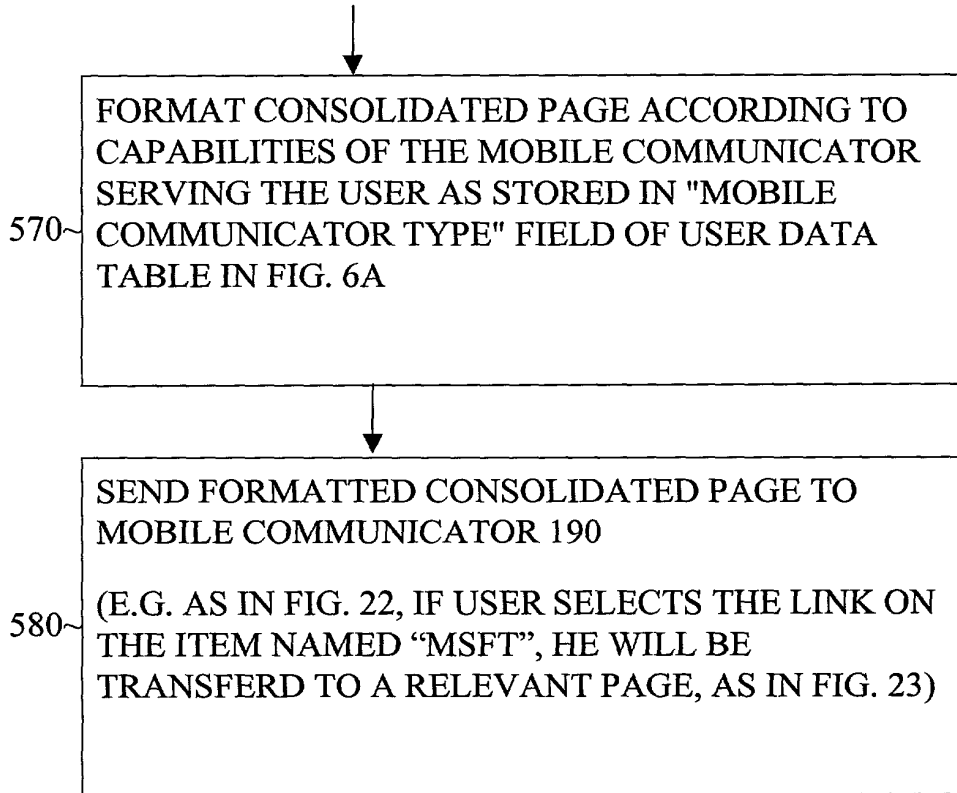 FORMAT CONSOLIDATED PAGE ACCORDING TO
CAPABILITIES OF THE MOBILE COMMUNICATOR
SERVING THE USER AS STORED IN "MOBILE
570~
COMMUNICATOR TYPE" FIELD OF USER DATA
TABLE IN FIG. 6A
SEND FORMATTED CONSOLIDATED PAGE TO
MOBILE COMMUNICATOR 190
(E.G. AS IN FIG. 22, IF USER SELECTS THE LINK ON
580~
THE ITEM NAMED “MSFT”, HE WILL BE
TRANSFERD TO A RELEVANT PAGE, AS IN FIG. 23)